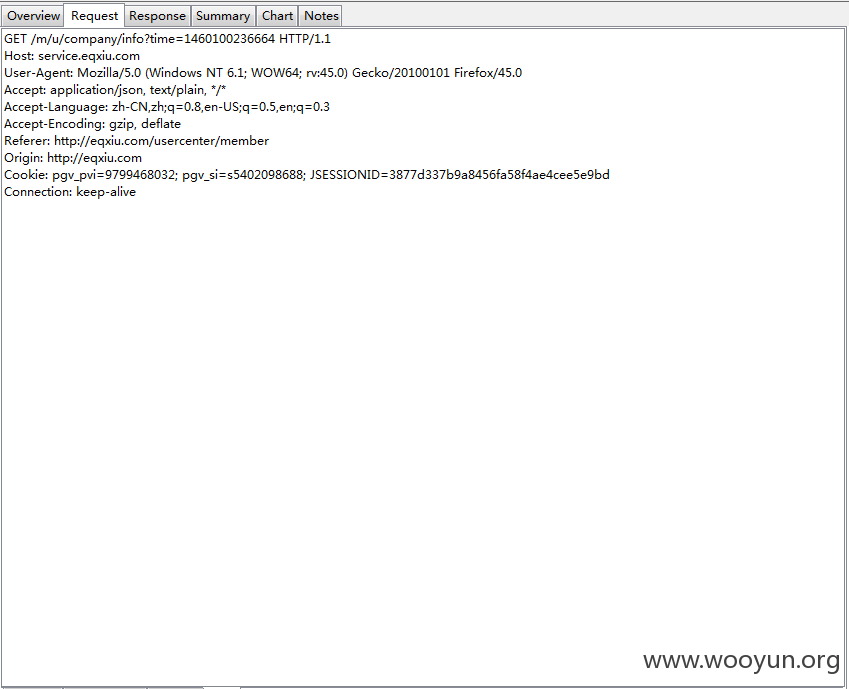 Overview Request Response Summary Chart Notes
GET /m/u/company/info?time=1460100236664 HTTP/1.1
Host: service.eqxiu.com
User-Agent: Mozilla/5.0 (Windows NT 6.1; WOW64; rv:45.0) Gecko/20100101 Firefox/45.0
Accept: application/json, text/plain, */*
Accept-Language: zh-CN,zh;q=0.8,en-US;q=0.5,en;q=0.3
Accept-Encoding: gzip, deflate
Referer: http://eqxiu.com/usercenter/member
Origin: http://eqxiu.com
Cookie: pgv_pvi=9799468032; pgv_si=s5402098688; JSESSIONID=3877d337b9a8456fa58f4ae4cee5e9bd
Connection: keep-alive
www.wooyun.org